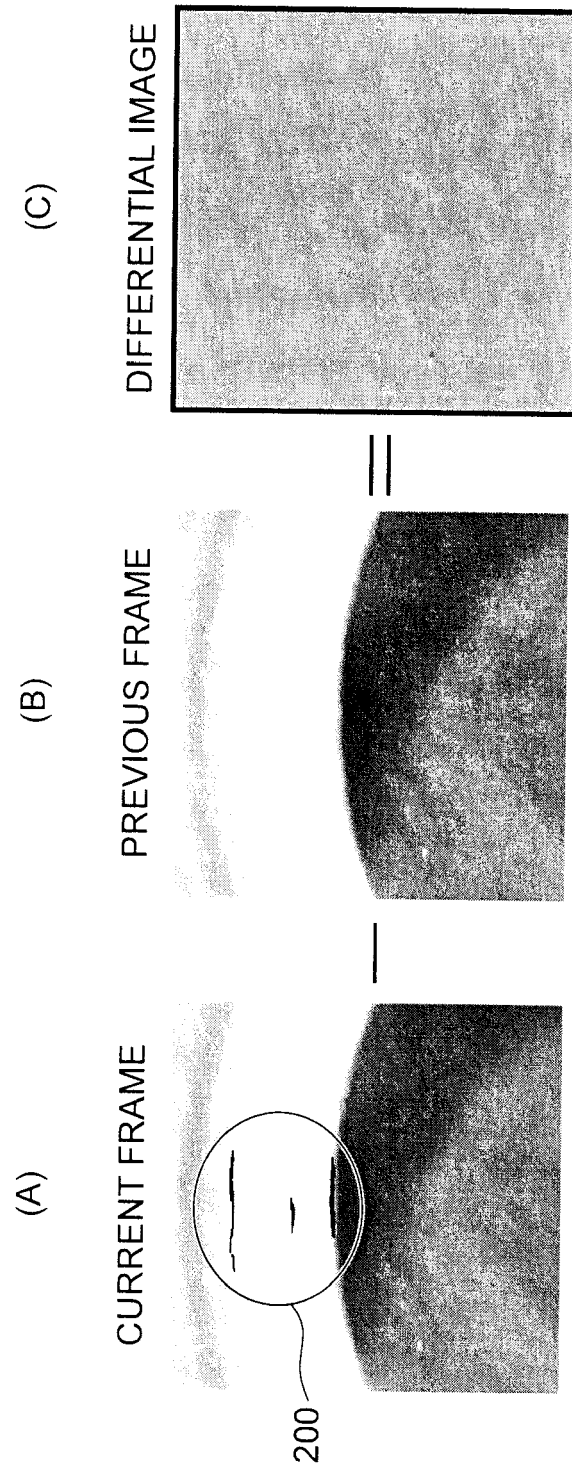 (A)
CURRENT FRAME
200
(B)
PREVIOUS FRAME
(C)
DIFFERENTIAL IMAGE